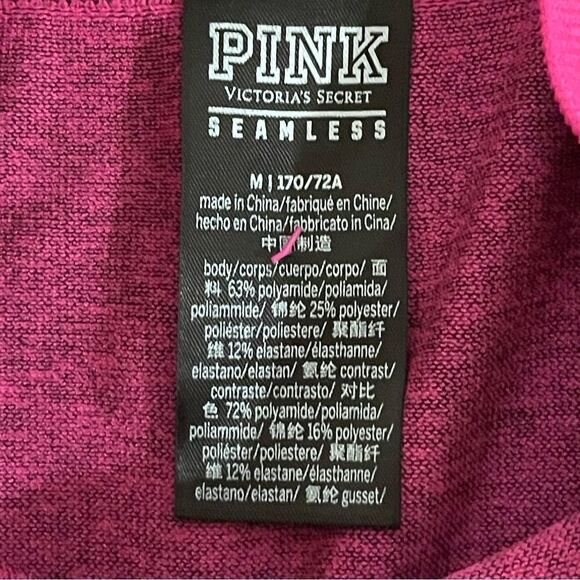 PINK
VICTORIA'S SECRET
SEAMLESS
M | 170/72A
made in China/fabriqué en Chine/
hecho en China/fabbricato in Cina/
中国制造
body/corps/cuerpo/corpo/ 面
料 63% polyamide/poliamida/
poliammide/ 锦纶 25% polyester/
poliéster/poliestere/ 聚酯纤
维 12% elastane/élasthanne/
elastano/elastan/ 氨纶 contrast/
contraste/contrasto/ 对比
色 72% polyamide/poliamida/
poliammide/ 锦纶 16% polyester/
poliéster/poliestere/ 聚酯纤
维 12% elastane/élasthanne/
elastano/elastan/ 氨纶 gusset/